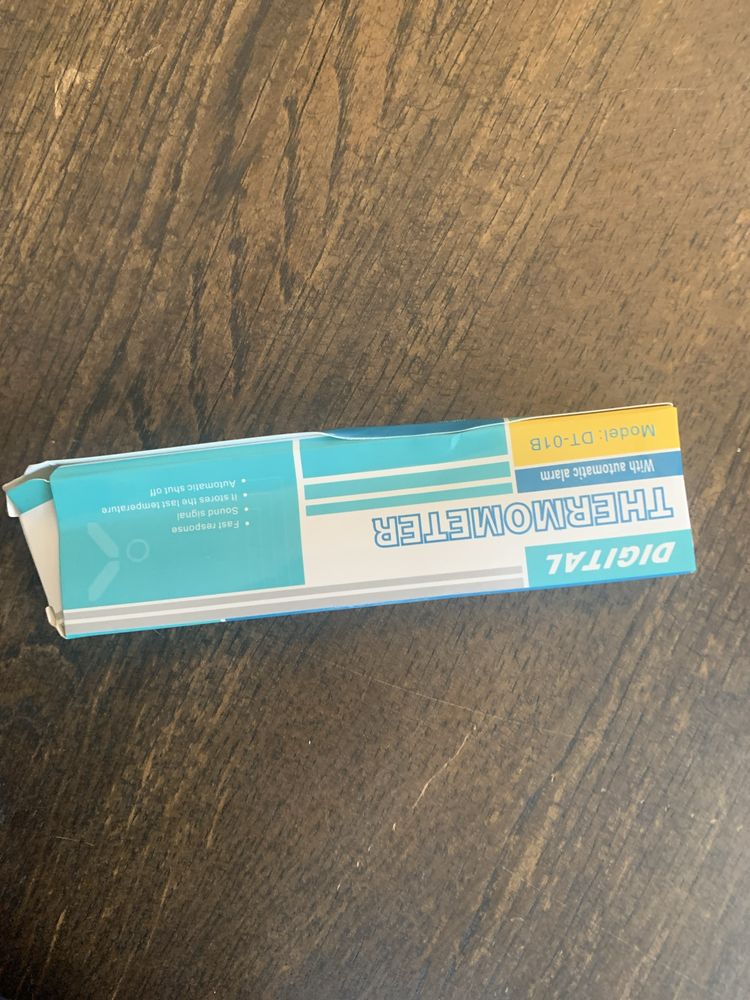 DIGITAL
THERMOMETER
With automatic alarm
Model: DT-01B
• Fast response
• Sound signal
• It stores the last temperature
• Automatic shut off